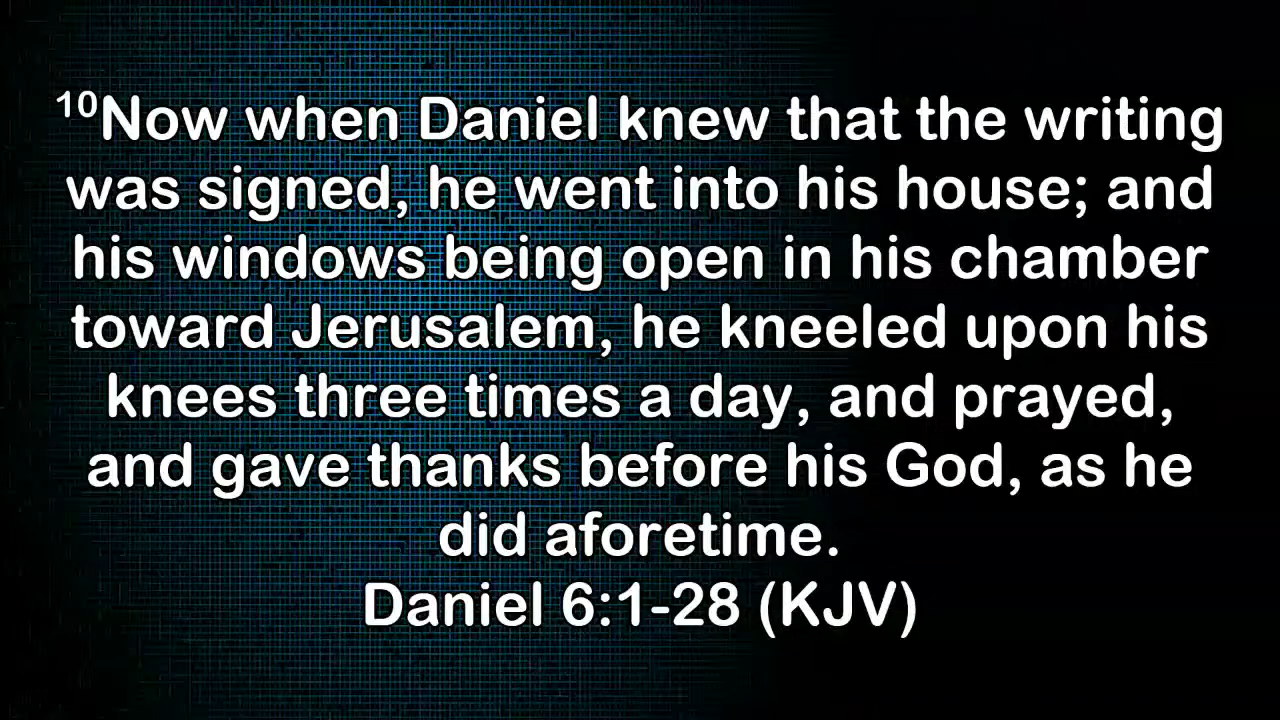 ¹⁰Now when Daniel knew that the writing
was signed, he went into his house; and
his windows being open in his chamber
toward Jerusalem, he kneeled upon his
knees three times a day, and prayed,
and gave thanks before his God, as he
did aforetime.
Daniel 6:1-28 (KJV)